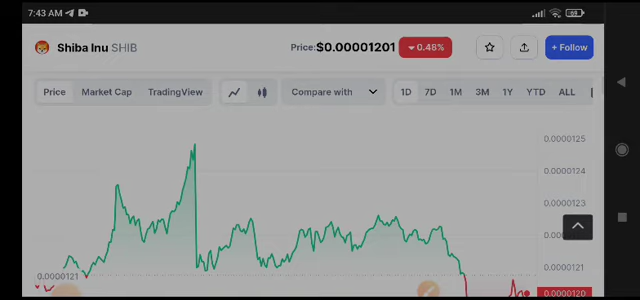 7:43 AM
69
Shiba Inu SHIB
Price: $0.00001201
0.48%
+ Follow
Price
Market Cap
TradingView
Compare with
1D
7D
1M
3M
1Y
YTD
ALL
0.0000125
0.0000124
0.0000123
0.0000121
0.0000121
0.0000120